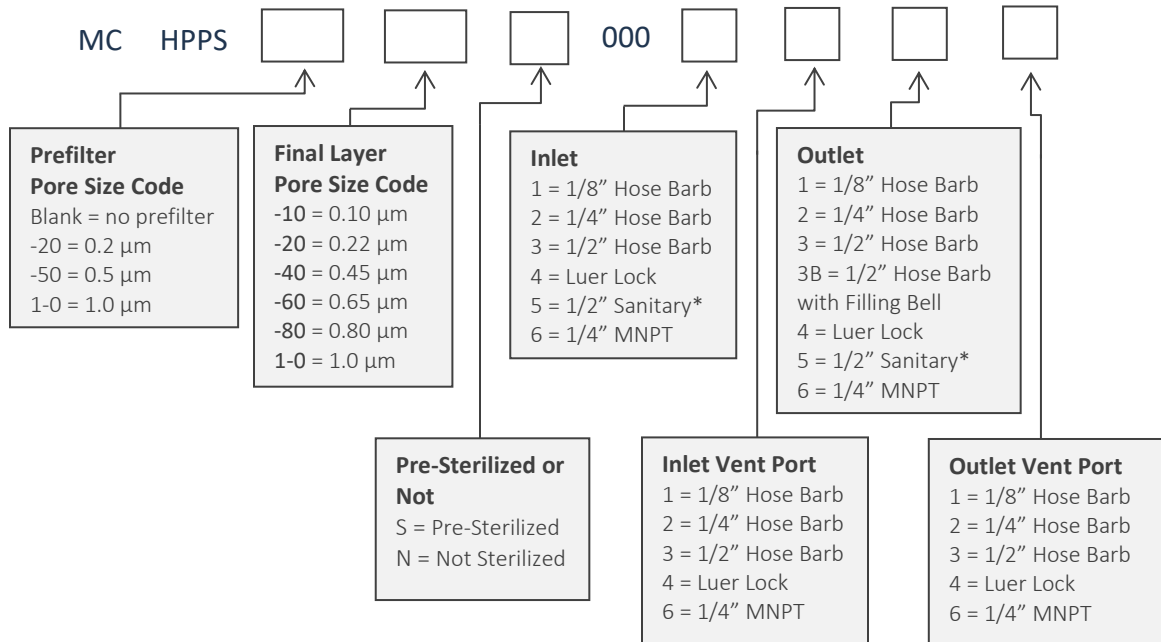 MC HPPS 000
Prefilter
Pore Size Code
Blank = no prefilter
-20 = 0.2 µm
-50 = 0.5 µm
1-0 = 1.0 µm
Final Layer
Pore Size Code
-10 = 0.10 µm
-20 = 0.22 µm
-40 = 0.45 µm
-60 = 0.65 µm
-80 = 0.80 µm
1-0 = 1.0 µm
Inlet
1 = 1/8” Hose Barb
2 = 1/4” Hose Barb
3 = 1/2” Hose Barb
4 = Luer Lock
5 = 1/2” Sanitary*
6 = 1/4” MNPT
Outlet
1 = 1/8” Hose Barb
2 = 1/4” Hose Barb
3 = 1/2” Hose Barb
3B = 1/2” Hose Barb
with Filling Bell
4 = Luer Lock
5 = 1/2” Sanitary*
6 = 1/4” MNPT
Pre-Sterilized or
Not
S = Pre-Sterilized
N = Not Sterilized
Inlet Vent Port
1 = 1/8” Hose Barb
2 = 1/4” Hose Barb
3 = 1/2” Hose Barb
4 = Luer Lock
6 = 1/4” MNPT
Outlet Vent Port
1 = 1/8” Hose Barb
2 = 1/4” Hose Barb
3 = 1/2” Hose Barb
4 = Luer Lock
6 = 1/4” MNPT